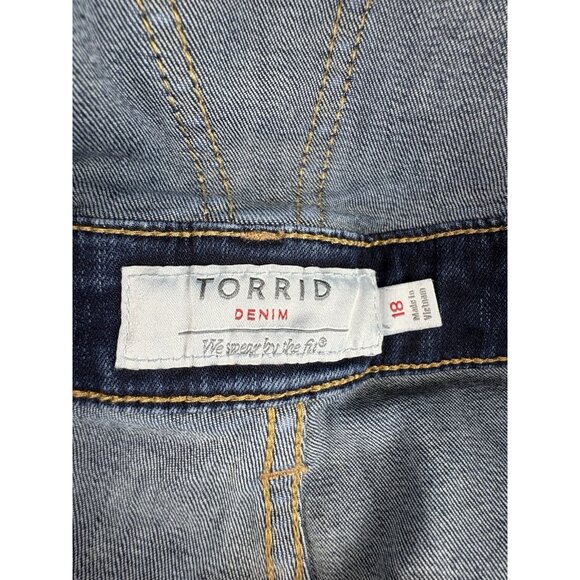 TORRID
DENIM
We swear by the fit®
18
Made in
Vietnam